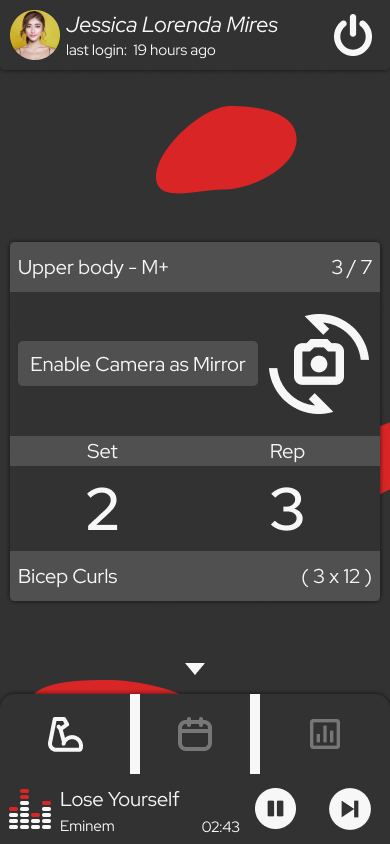 Jessica Lorenda Mires
last login: 19 hours ago
Upper body - M+ 3 / 7
Enable Camera as Mirror
Set Rep
2 3
Bicep Curls ( 3 x 12 )
Lose Yourself
Eminem 02:43